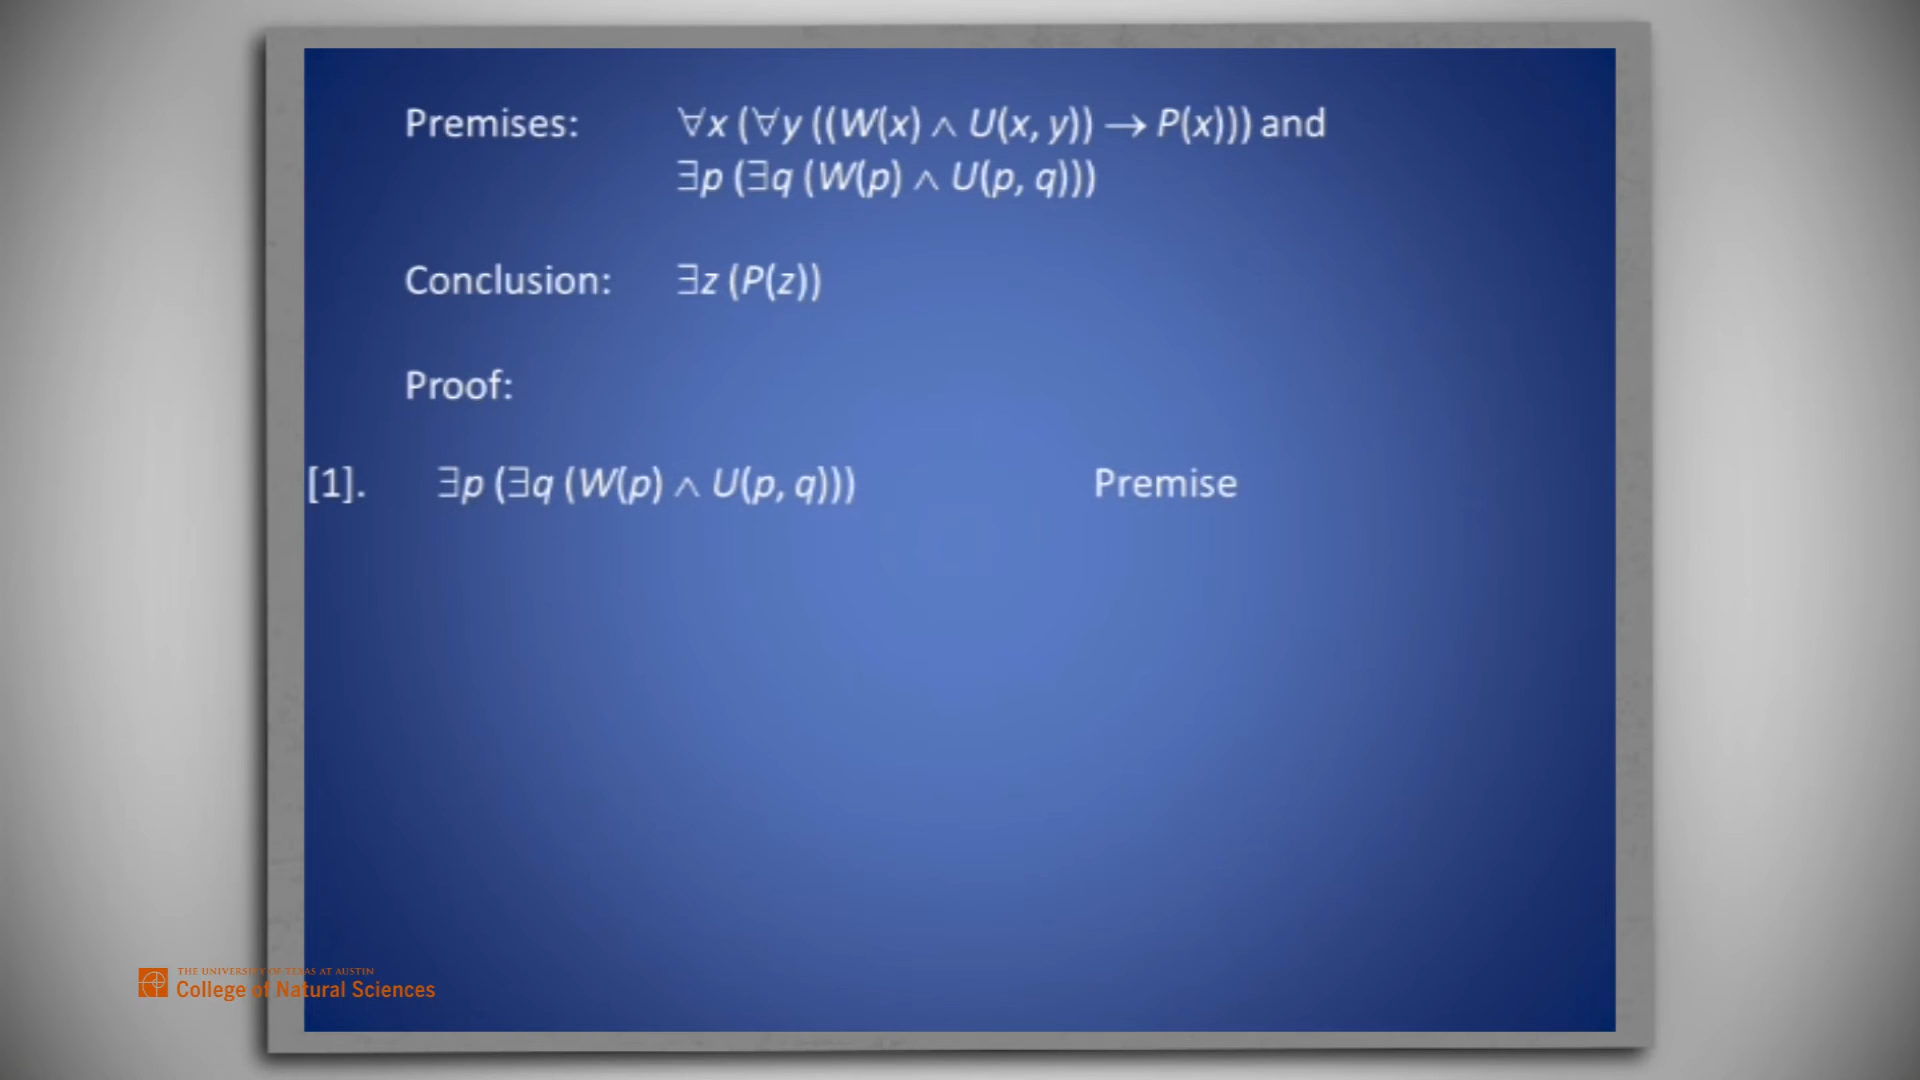 Premises: ∀x (∀y ((W(x) ∧ U(x, y)) → P(x))) and
∃p (∃q (W(p) ∧ U(p, q)))
Conclusion: ∃z (P(z))
Proof:
[1]. ∃p (∃q (W(p) ∧ U(p, q))) Premise
THE UNIVERSITY OF TEXAS AT AUSTIN
College of Natural Sciences